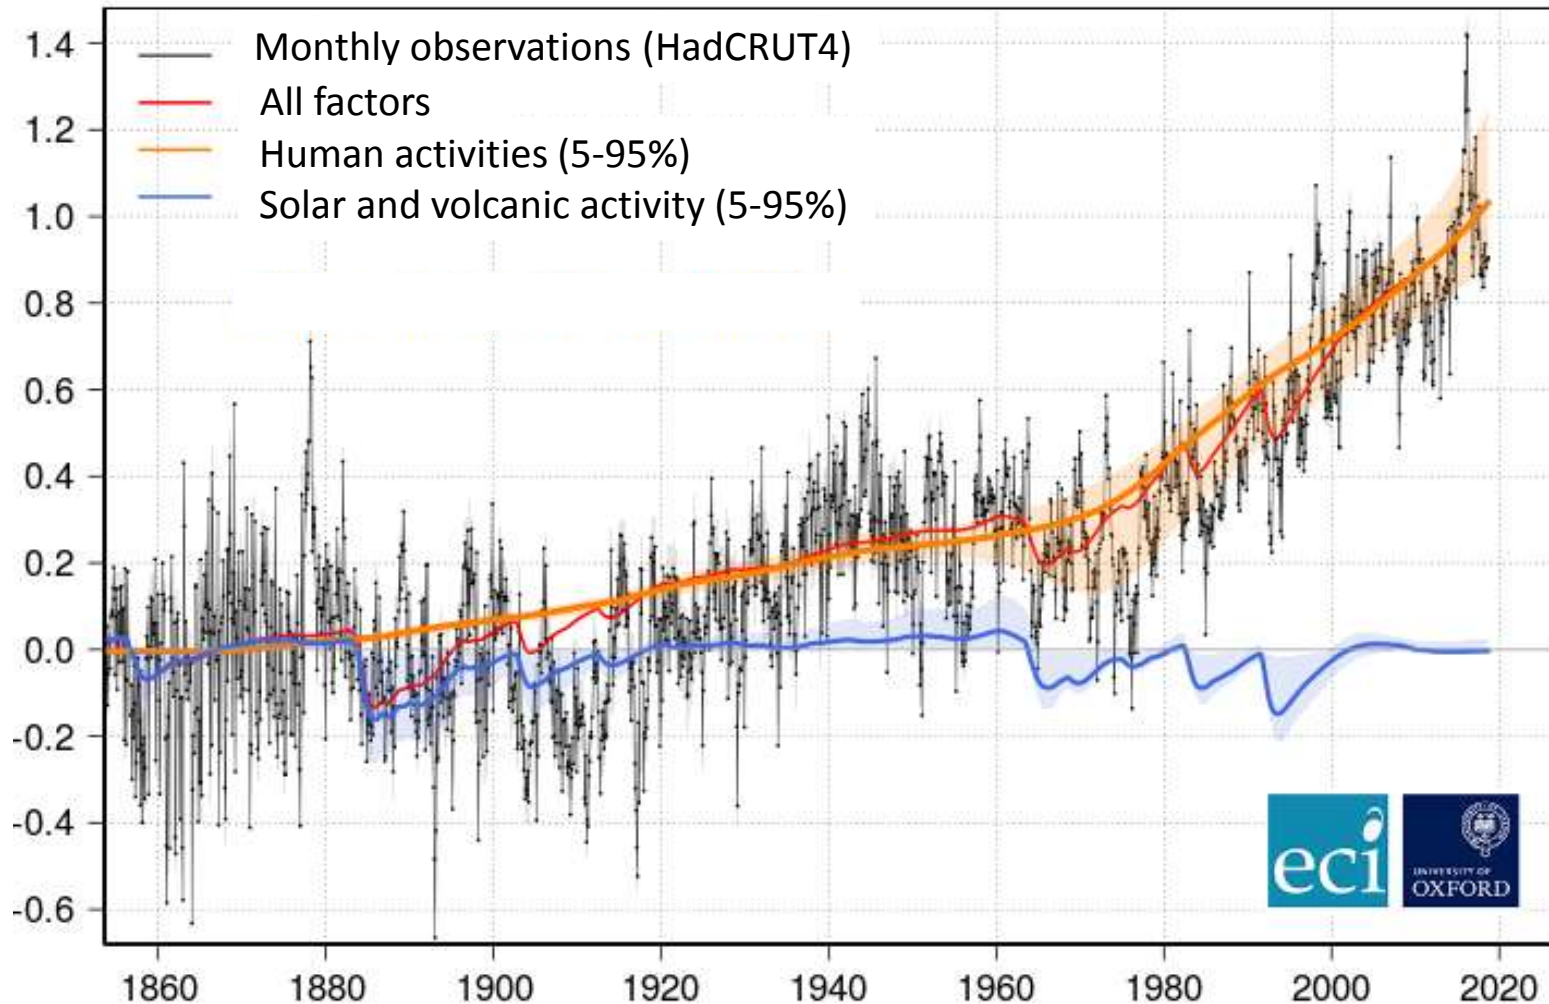 Monthly observations (HadCRUT4)
All factors
Human activities (5-95%)
Solar and volcanic activity (5-95%)
1.4
1.2
1.0
0.8
0.6
0.4
0.2
0.0
-0.2
-0.4
-0.6
1860 1880 1900 1920 1940 1960 1980 2000 2020
eci
UNIVERSITY OF
OXFORD